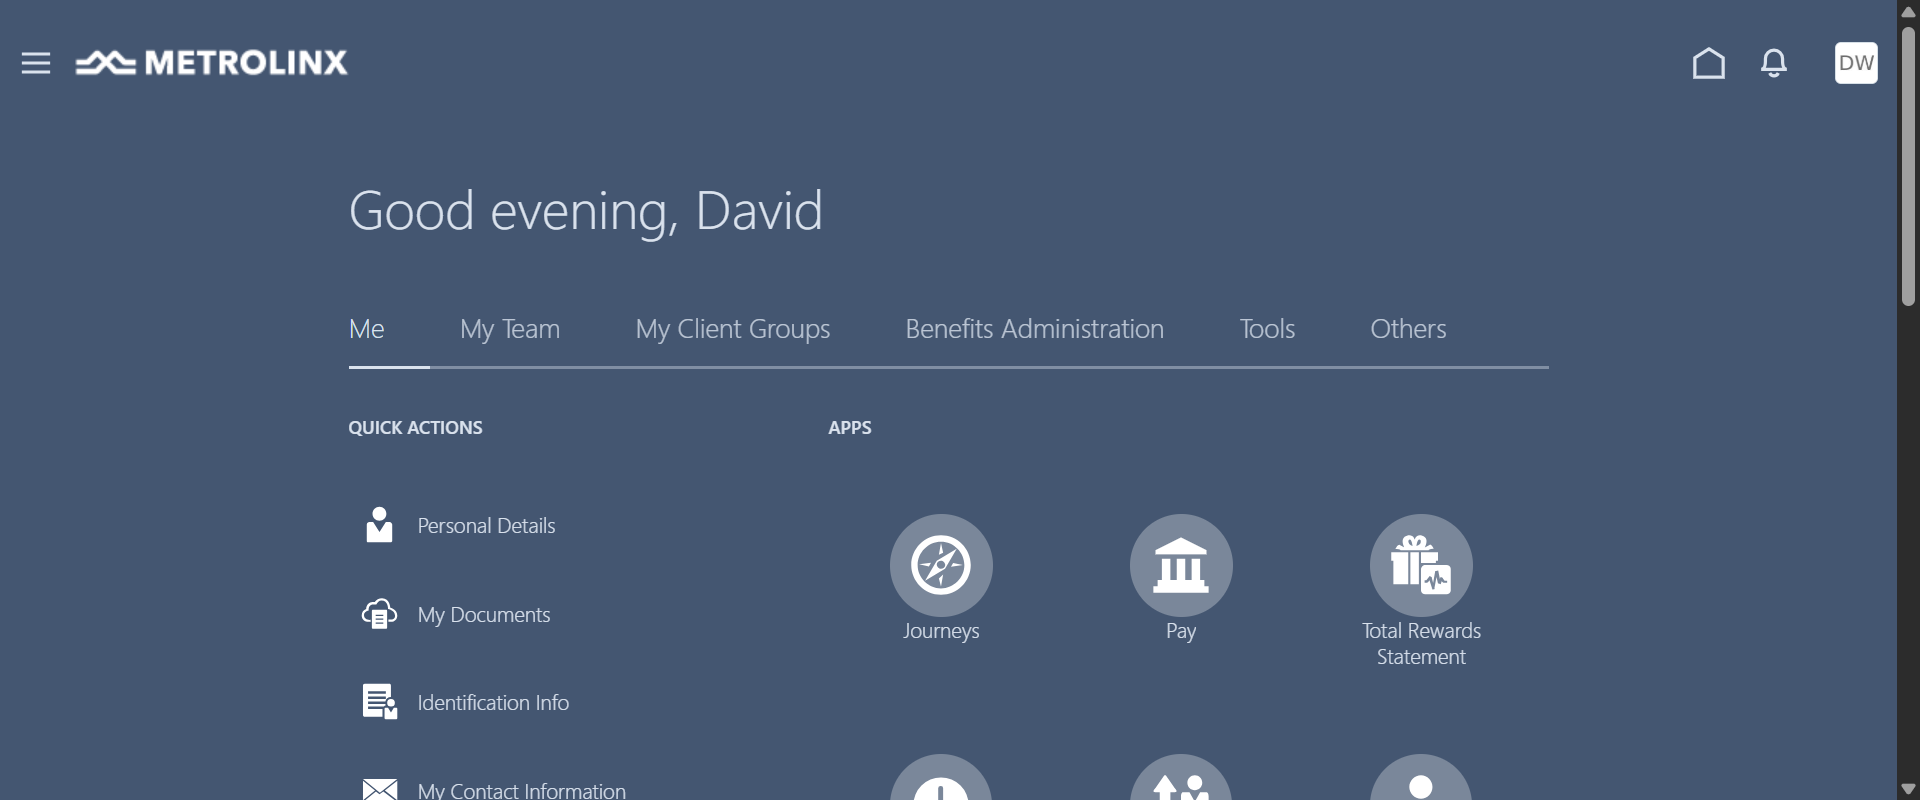 METROLINX
DW
Good evening, David
Me
My Team
My Client Groups
Benefits Administration
Tools
Others
QUICK ACTIONS
APPS
Personal Details
My Documents
Identification Info
My Contact Information
Journeys
Pay
Total Rewards
Statement